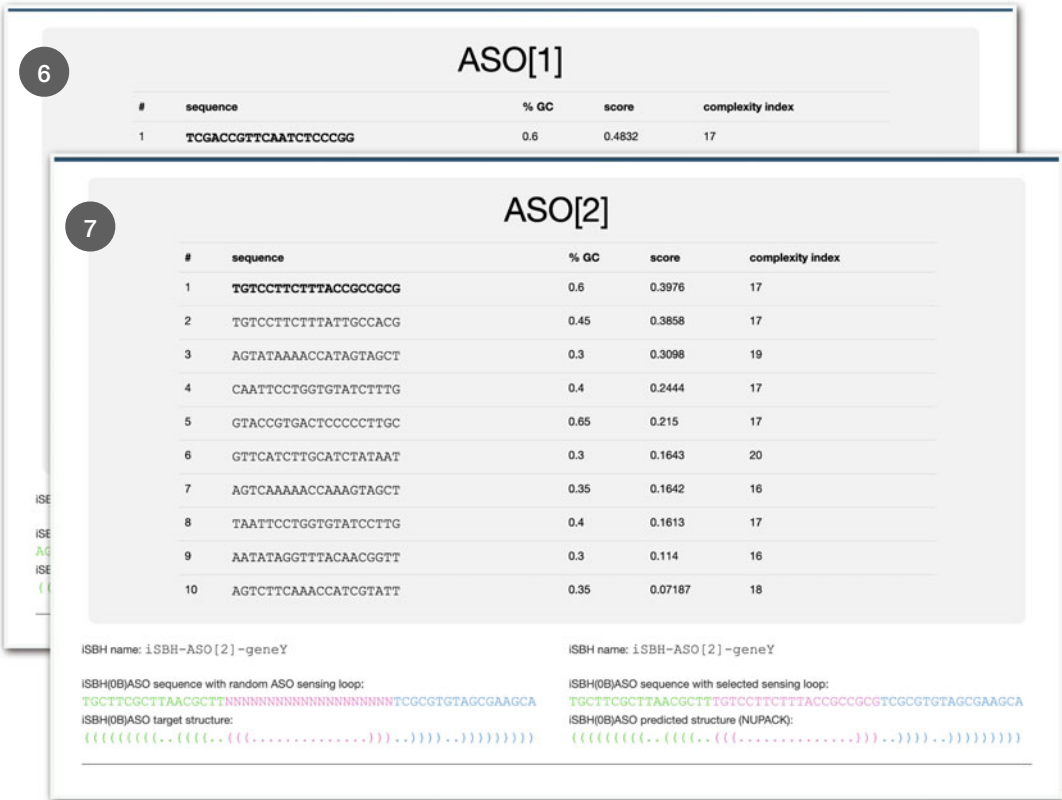 6
ASO[1]
# sequence % GC score complexity index
1 TCGACCGTTCAATCTCCCGG 0.6 0.4832 17
7
ASO[2]
# sequence % GC score complexity index
1 TGTCCTTCTTTACCGCCGCG 0.6 0.3976 17
2 TGTCCTTCTTTATTGCCACG 0.45 0.3858 17
3 AGTATAAAACCATAGTAGCT 0.3 0.3098 19
4 CAATTCCTGGTGTATCTTTG 0.4 0.2444 17
5 GTACCGTGACTCCCCCTTGC 0.65 0.215 17
6 GTTCATCTTGCATCTATAAT 0.3 0.1643 20
7 AGTCAAAAACCAAAGTAGCT 0.35 0.1642 16
8 TAATTCCTGGTGTATCCTTG 0.4 0.1613 17
9 AATATAGGTTTACAACGGTT 0.3 0.114 16
10 AGTCTTCAAACCATCGTATT 0.35 0.07187 18
iSBH name: iSBH-ASO[2]-geneY
iSBH(0B)ASO sequence with random ASO sensing loop:
TGCTTCGCTTAACGCTTNNNNNNNNNNNNNNNNNNNNTCGCGTGTAGCGAAGCA
iSBH(0B)ASO target structure:
(((((((((..((((..(((..............)))..))))..)))))))))
iSBH name: iSBH-ASO[2]-geneY
iSBH(0B)ASO sequence with selected sensing loop:
TGCTTCGCTTAACGCTTTGTCCTTCTTTACCGCCGCGTCGCGTGTAGCGAAGCA
iSBH(0B)ASO predicted structure (NUPACK):
(((((((((..((((..(((..............)))..))))..)))))))))